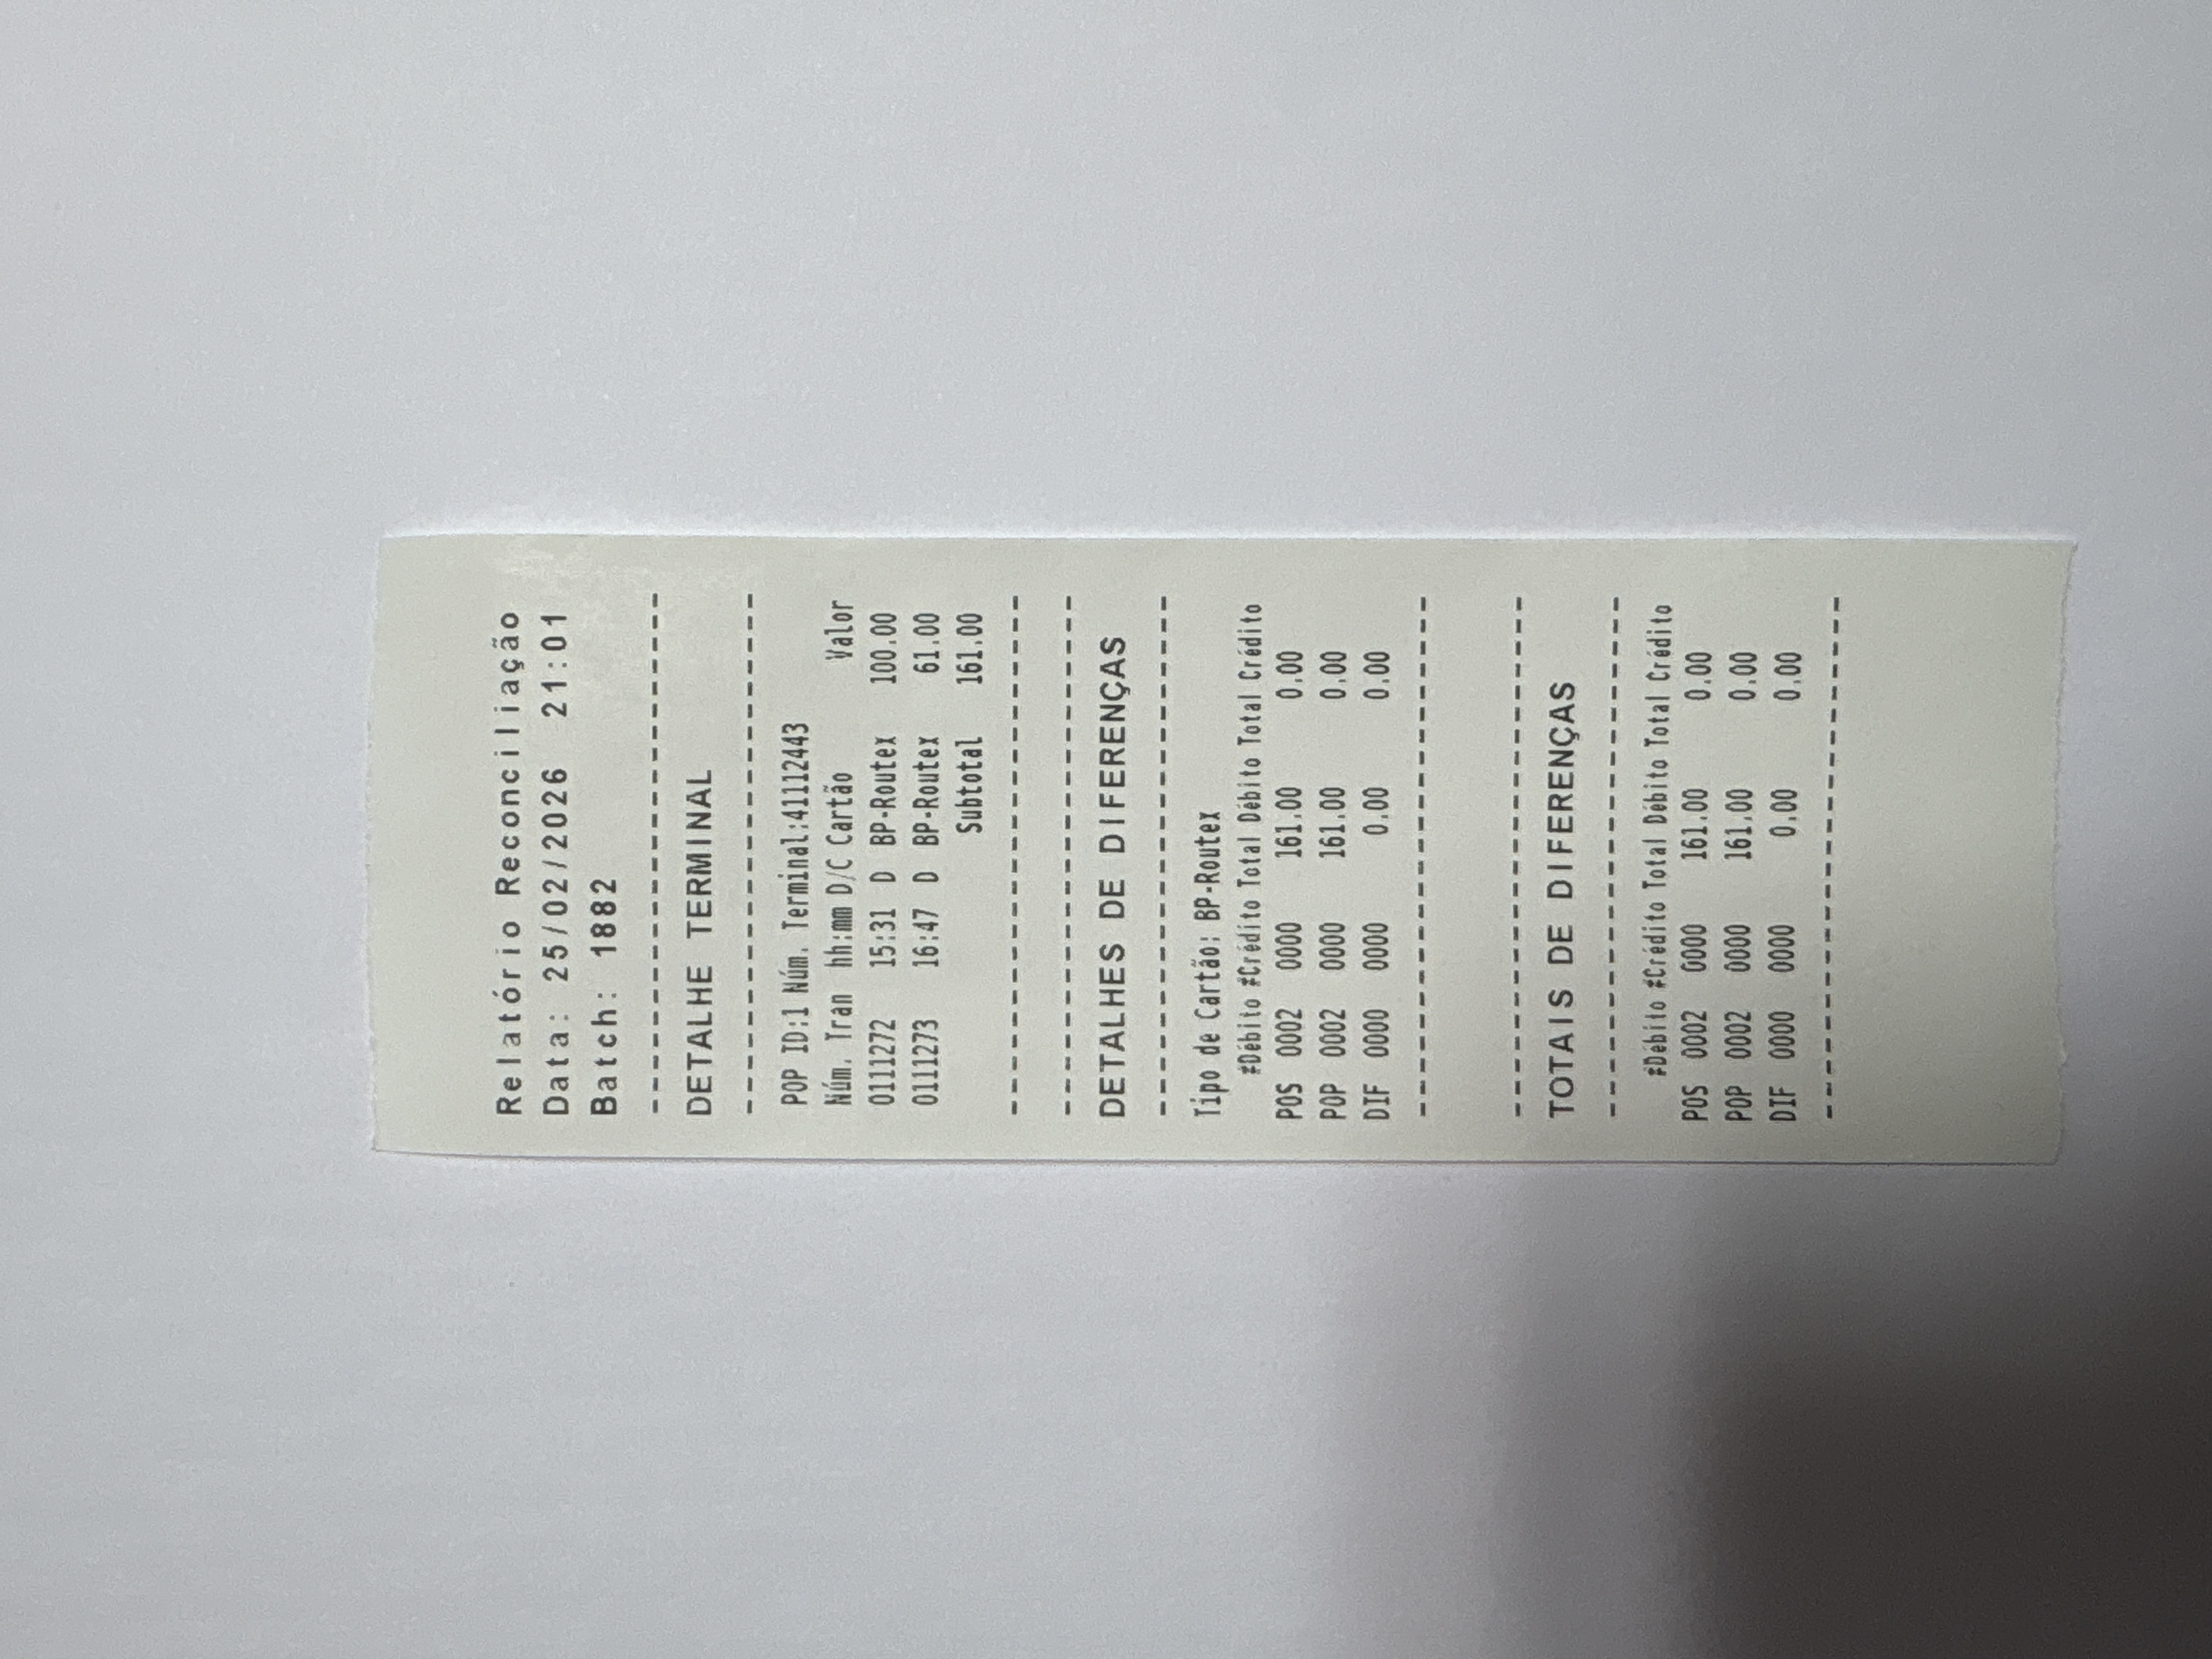 Relatório Reconciliação
Data: 25/02/2026 21:01
Batch: 1882
------------------------
DETALHE TERMINAL
------------------------
POP ID:1 Núm. Terminal:41112443
Núm. Tran hh:mm D/C Cartão Valor
0111272 15:31 D BP-Routex 100.00
0111273 16:47 D BP-Routex 61.00
Subtotal 161.00
------------------------
------------------------
DETALHES DE DIFERENÇAS
------------------------
Tipo de Cartão: BP-Routex
#Débito #Crédito Total Débito Total Crédito
POS 0002 0000 161.00 0.00
POP 0002 0000 161.00 0.00
DIF 0000 0000 0.00 0.00
------------------------
------------------------
TOTAIS DE DIFERENÇAS
------------------------
#Débito #Crédito Total Débito Total Crédito
POS 0002 0000 161.00 0.00
POP 0002 0000 161.00 0.00
DIF 0000 0000 0.00 0.00
------------------------